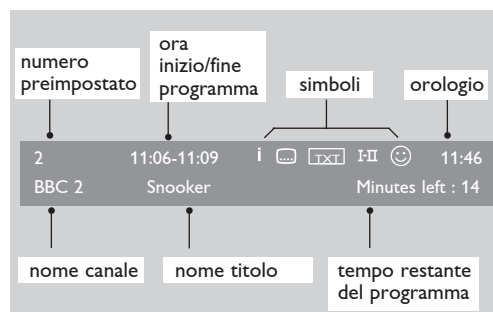 numero
preimpostato
ora
inizio/fine
programma
simboli
orologio
2 11:06-11:09 i TXT I-II 11:46
BBC 2 Snooker Minutes left : 14
nome canale
nome titolo
tempo restante
del programma